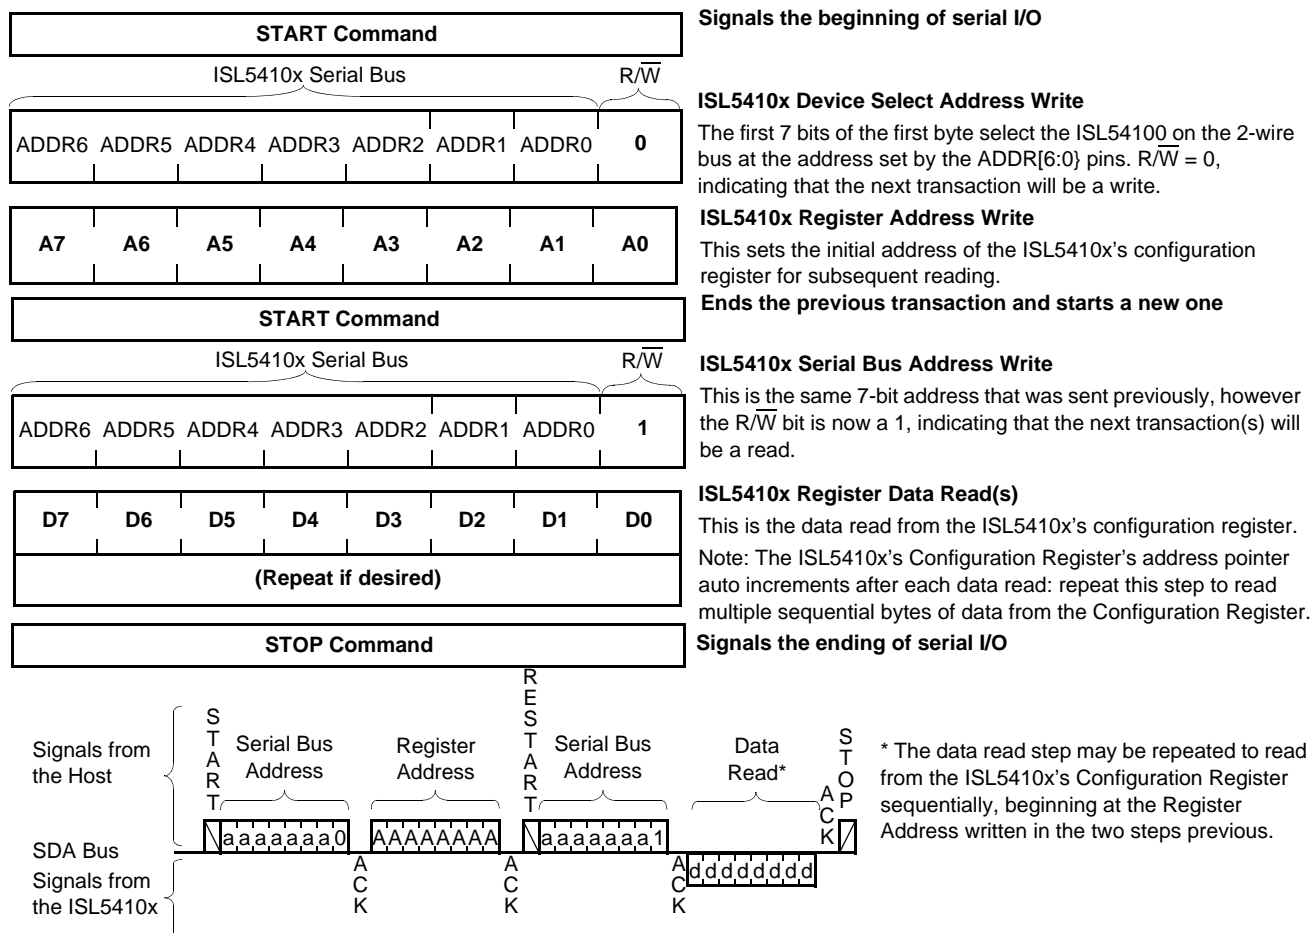 START Command
Signals the beginning of serial I/O
ISL5410x Serial Bus
R/W
ADDR6 ADDR5 ADDR4 ADDR3 ADDR2 ADDR1 ADDR0 0
ISL5410x Device Select Address Write
The first 7 bits of the first byte select the ISL54100 on the 2-wire
bus at the address set by the ADDR[6:0} pins. R/W = 0,
indicating that the next transaction will be a write.
A7 A6 A5 A4 A3 A2 A1 A0
ISL5410x Register Address Write
This sets the initial address of the ISL5410x's configuration
register for subsequent reading.
START Command
Ends the previous transaction and starts a new one
ISL5410x Serial Bus
R/W
ADDR6 ADDR5 ADDR4 ADDR3 ADDR2 ADDR1 ADDR0 1
ISL5410x Serial Bus Address Write
This is the same 7-bit address that was sent previously, however
the R/W bit is now a 1, indicating that the next transaction(s) will
be a read.
D7 D6 D5 D4 D3 D2 D1 D0
(Repeat if desired)
ISL5410x Register Data Read(s)
This is the data read from the ISL5410x's configuration register.
Note: The ISL5410x's Configuration Register's address pointer
auto increments after each data read: repeat this step to read
multiple sequential bytes of data from the Configuration Register.
STOP Command
Signals the ending of serial I/O
Signals from
the Host
START
Serial Bus
Address
Register
Address
RESTART
Serial Bus
Address
Data
Read*
ACK
STOP
* The data read step may be repeated to read
from the ISL5410x's Configuration Register
sequentially, beginning at the Register
Address written in the two steps previous.
aaaaaaa0
AAAAAAAA
aaaaaaa1
SDA Bus
Signals from
the ISL5410x
ACK
ACK
ACK
dddddddd